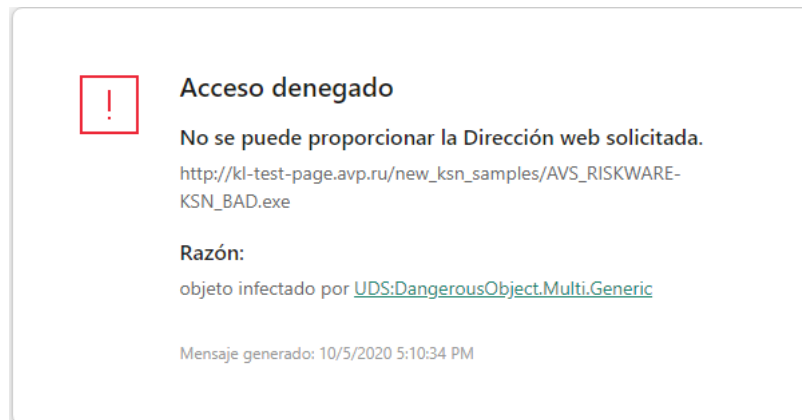 !
Acceso denegado
No se puede proporcionar la Dirección web solicitada.
http://kl-test-page.avp.ru/new_ksn_samples/AVS_RISKWARE-
KSN_BAD.exe
Razón:
objeto infectado por UDS:DangerousObject.Multi.Generic
Mensaje generado: 10/5/2020 5:10:34 PM